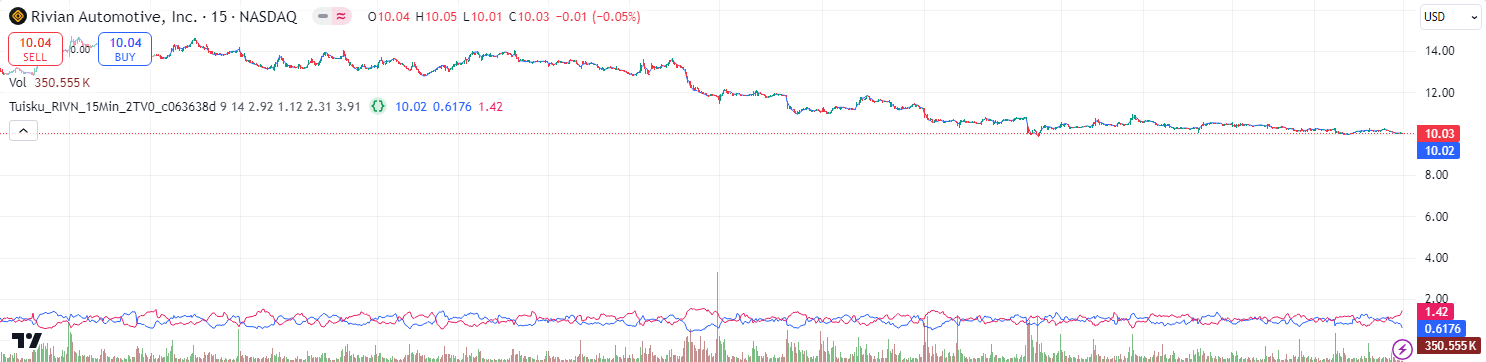 Rivian Automotive, Inc. · 15 · NASDAQ O10.04 H10.05 L10.01 C10.03 −0.01 (−0.05%) USD
10.04 SELL 0.00 10.04 BUY
Vol 350.555 K
Tuisku_RIVN_15Min_2TV0_c063638d 9 14 2.92 1.12 2.31 3.91 {} 10.02 0.6176 1.42
14.00
12.00
10.03
10.02
8.00
6.00
4.00
2.00
1.42
0.6176
350.555 K